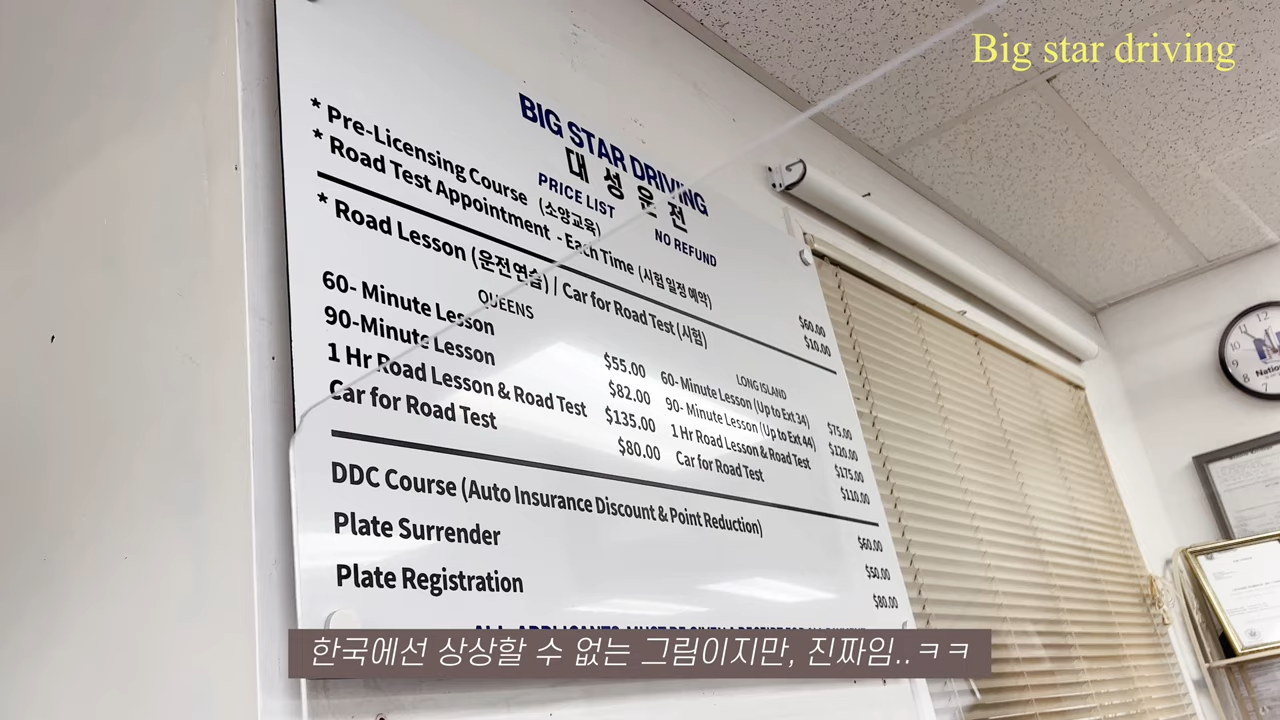 Big star driving
BIG STAR DRIVING
대성운전
PRICE LIST
NO REFUND
* Pre-Licensing Course (소양교육) $60.00
* Road Test Appointment - Each Time (시험 일정 예약) $10.00
* Road Lesson (운전연습) / Car for Road Test (시험)
QUEENS
60- Minute Lesson $55.00
90-Minute Lesson $82.00
1 Hr Road Lesson & Road Test $135.00
Car for Road Test $80.00
LONG ISLAND
60- Minute Lesson (Up to Ext 34) $75.00
90- Minute Lesson (Up to Ext 44) $120.00
1 Hr Road Lesson & Road Test $175.00
Car for Road Test $110.00
DDC Course (Auto Insurance Discount & Point Reduction) $60.00
Plate Surrender $50.00
Plate Registration $80.00
한국에선 상상할 수 없는 그림이지만, 진짜임..ㅋㅋ